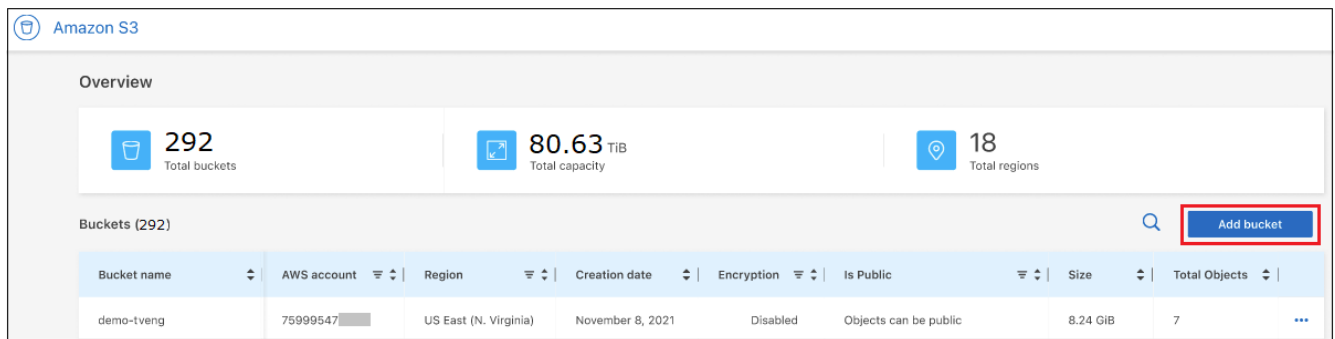 Amazon S3
Overview
292
Total buckets
80.63 TiB
Total capacity
18
Total regions
Buckets (292)
Add bucket
Bucket name AWS account Region Creation date Encryption Is Public Size Total Objects
demo-tveng 75999547 US East (N. Virginia) November 8, 2021 Disabled Objects can be public 8.24 GiB 7